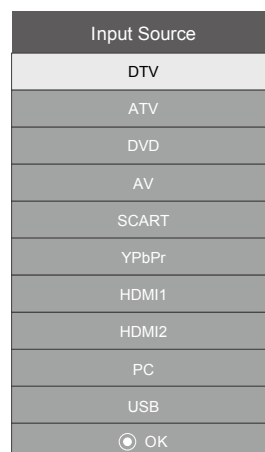 Input Source
DTV
ATV
DVD
AV
SCART
YPbPr
HDMI1
HDMI2
PC
USB
OK